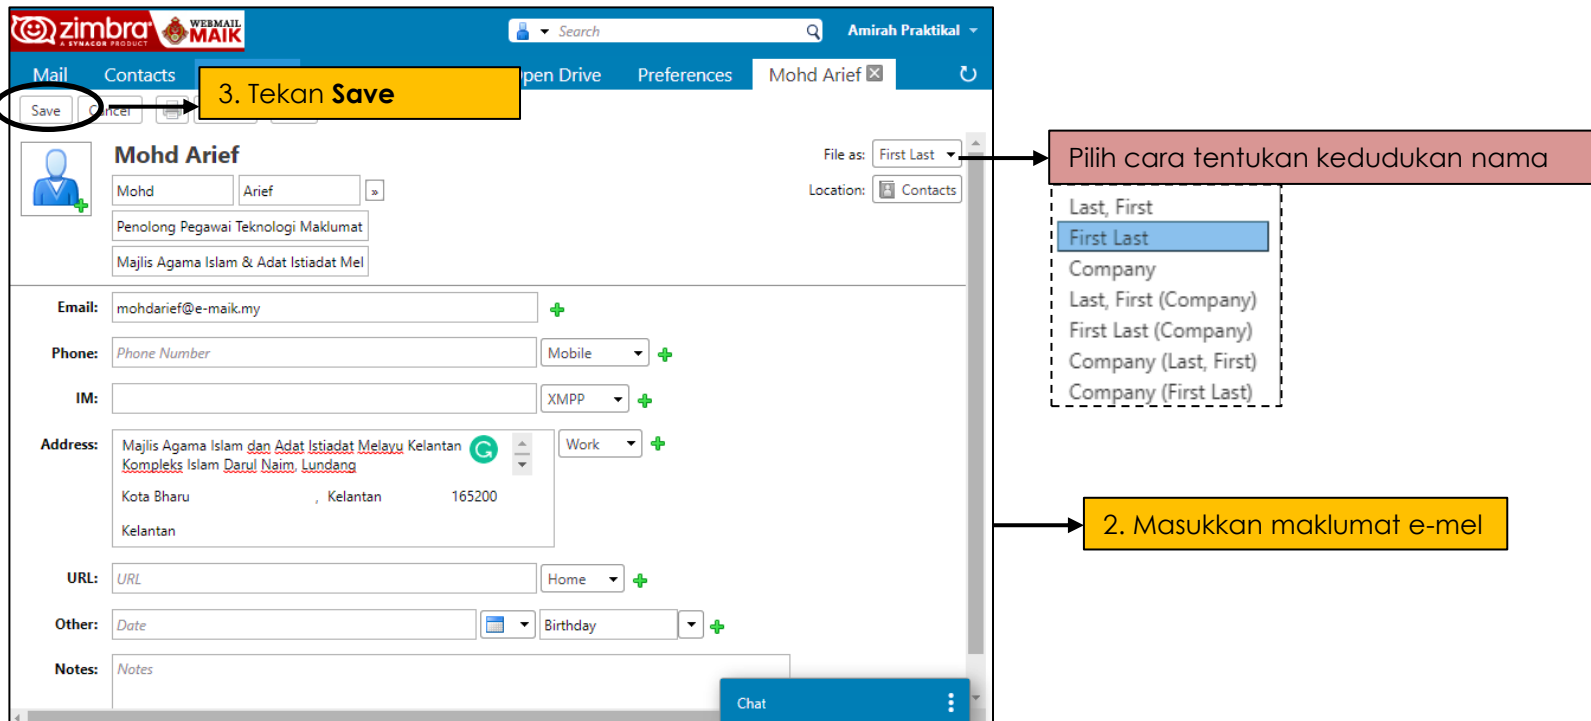 zimbra
A SYNACOR PRODUCT
WEBMAIL
MAIK
Search
Amirah Praktikal
Mail Contacts pen Drive Preferences Mohd Arief
3. Tekan Save
Save
Mohd Arief
File as: First Last
Pilih cara tentukan kedudukan nama
Mohd Arief »
Location: Contacts
Penolong Pegawai Teknologi Maklumat
Majlis Agama Islam & Adat Istiadat Mel
Last, First
First Last
Company
Last, First (Company)
First Last (Company)
Company (Last, First)
Company (First Last)
Email: mohdarief@e-maik.my
Phone: Phone Number Mobile
IM: XMPP
Address: Majlis Agama Islam dan Adat Istiadat Melayu Kelantan Work
Kompleks Islam Darul Naim, Lundang
Kota Bharu , Kelantan 165200
Kelantan
2. Masukkan maklumat e-mel
URL: URL Home
Other: Date Birthday
Notes: Notes
Chat